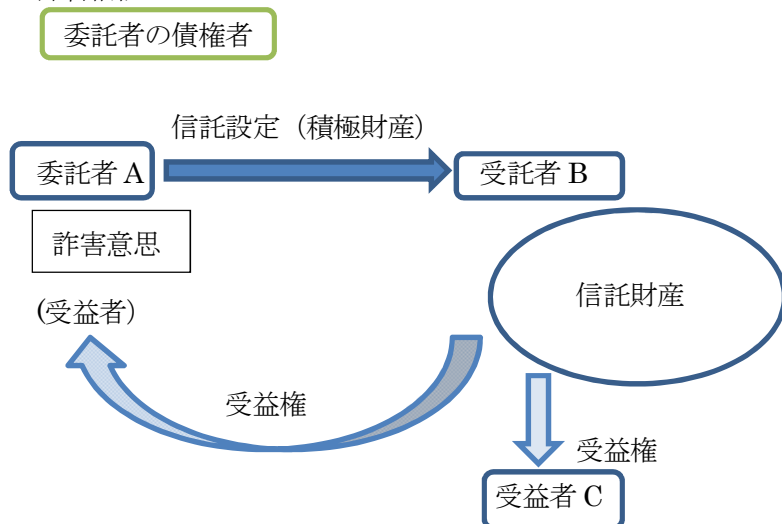 委託者の債権者
信託設定（積極財産）
委託者 A
受託者 B
詐害意思
信託財産
(受益者)
受益権
受益権
受益者 C